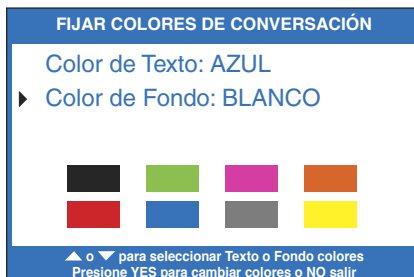 FIJAR COLORES DE CONVERSACIÓN
Color de Texto: AZUL
Color de Fondo: BLANCO
o para seleccionar Texto o Fondo colores
Presione YES para cambiar colores o NO salir